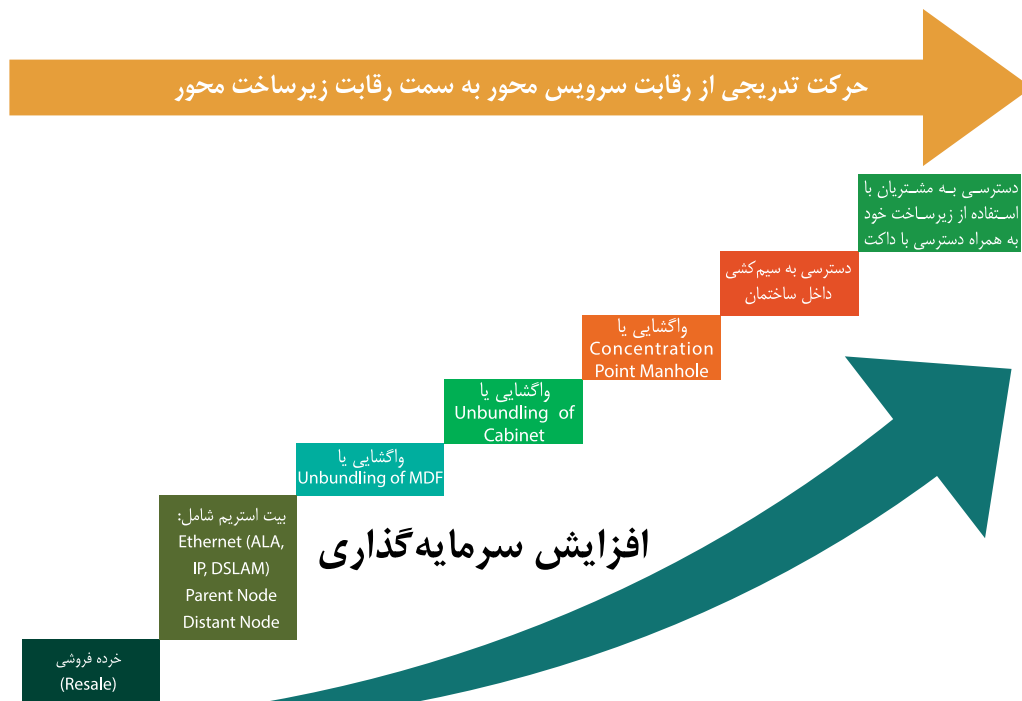 حرکت تدریجی از رقابت سرویس محور به سمت رقابت زیرساخت محور
دسترسی به مشتریان با
استفاده از زیرساخت خود
به همراه دسترسی با داکت
دسترسی به سیم‌کشی
داخل ساختمان
واگشایی یا
Concentration
Point Manhole
واگشایی یا
Unbundling of
Cabinet
واگشایی یا
Unbundling of MDF
بیت استریم شامل:
Ethernet (ALA,
IP, DSLAM)
Parent Node
Distant Node
افزایش سرمایه‌گذاری
خرده فروشی
(Resale)